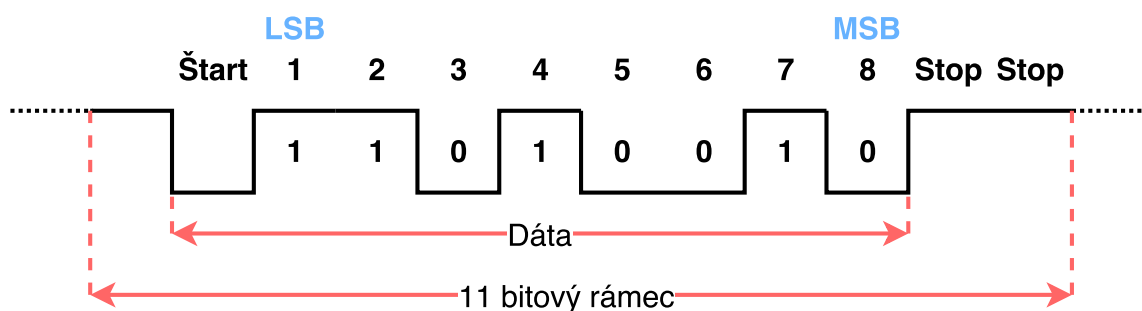 LSB MSB
Štart 1 2 3 4 5 6 7 8 Stop Stop
1 1 0 1 0 0 1 0
Dáta
11 bitový rámec